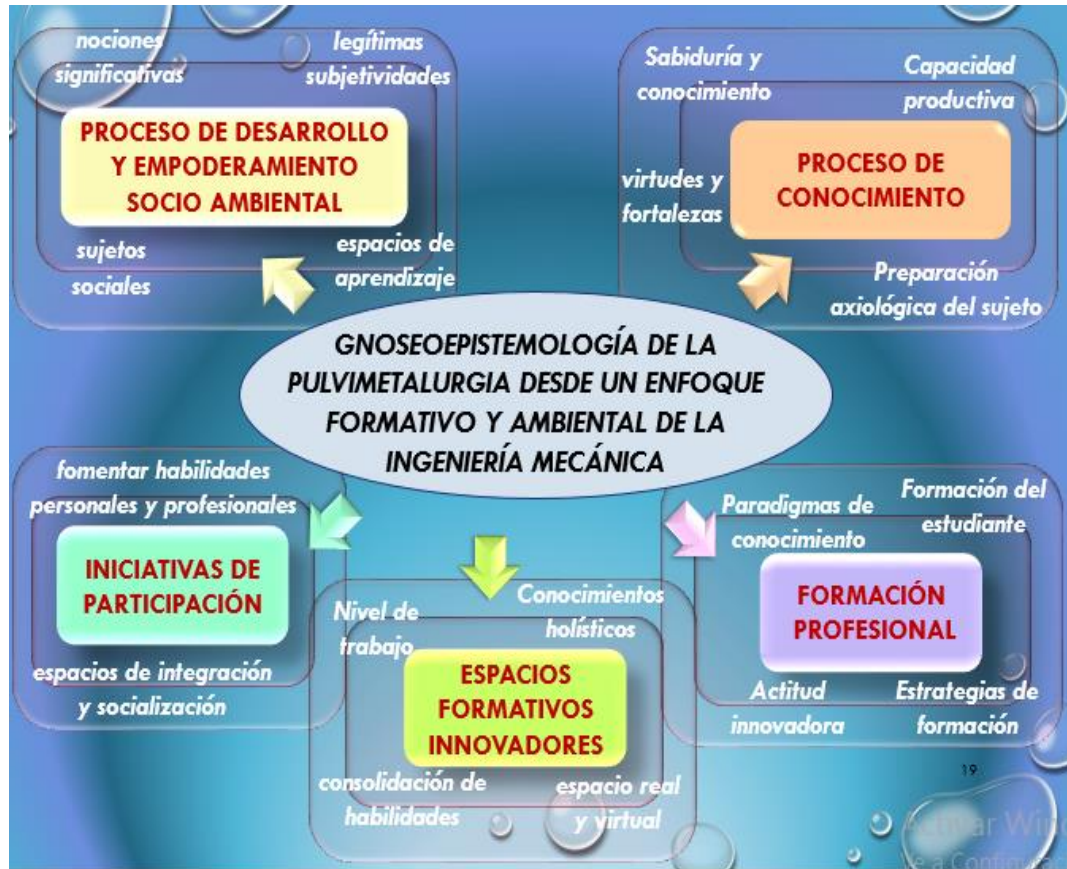 nociones
significativas
legítimas
subjetividades
PROCESO DE DESARROLLO
Y EMPODERAMIENTO
SOCIO AMBIENTAL
sujetos
sociales
espacios de
aprendizaje
Sabiduría y
conocimiento
Capacidad
productiva
virtudes y
fortalezas
PROCESO DE
CONOCIMIENTO
Preparación
axiológica del sujeto
GNOSEOEPISTEMOLOGÍA DE LA
PULVIMETALURGIA DESDE UN ENFOQUE
FORMATIVO Y AMBIENTAL DE LA
INGENIERÍA MECÁNICA
fomentar habilidades
personales y profesionales
INICIATIVAS DE
PARTICIPACIÓN
espacios de integración
y socialización
Nivel de
trabajo
Conocimientos
holísticos
ESPACIOS
FORMATIVOS
INNOVADORES
consolidación de
habilidades
espacio real
y virtual
Paradigmas de
conocimiento
Formación del
estudiante
FORMACIÓN
PROFESIONAL
Actitud
innovadora
Estrategias de
formación
19
Activar Wind
Ve a Configurac